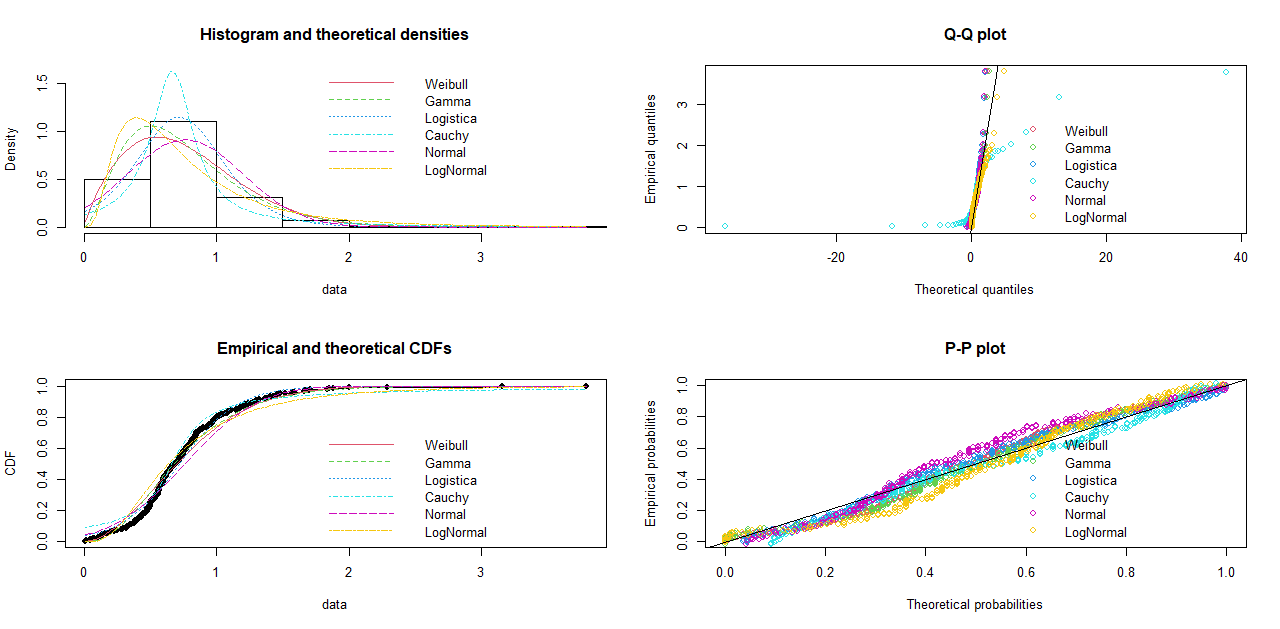 Histogram and theoretical densities
Density
0.0 0.5 1.0 1.5
Weibull
Gamma
Logistica
Cauchy
Normal
LogNormal
0 1 2 3
data
Q-Q plot
Empirical quantiles
0 1 2 3
Weibull
Gamma
Logistica
Cauchy
Normal
LogNormal
-20 0 20 40
Theoretical quantiles
Empirical and theoretical CDFs
CDF
0.0 0.2 0.4 0.6 0.8 1.0
Weibull
Gamma
Logistica
Cauchy
Normal
LogNormal
0 1 2 3
data
P-P plot
Empirical probabilities
0.0 0.2 0.4 0.6 0.8 1.0
Weibull
Gamma
Logistica
Cauchy
Normal
LogNormal
0.0 0.2 0.4 0.6 0.8 1.0
Theoretical probabilities